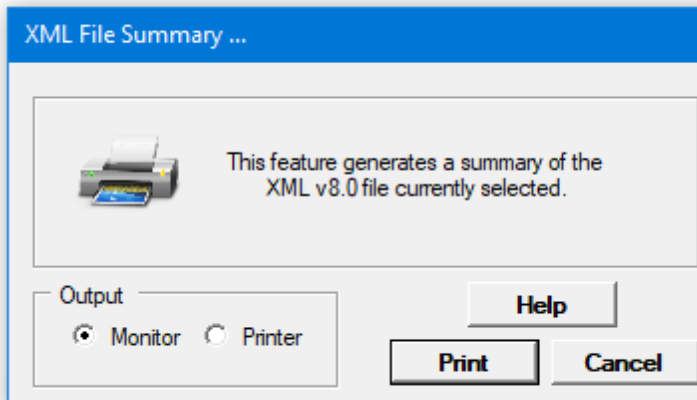 XML File Summary ...
This feature generates a summary of the
XML v8.0 file currently selected.
Output
Monitor
Printer
Help
Print
Cancel